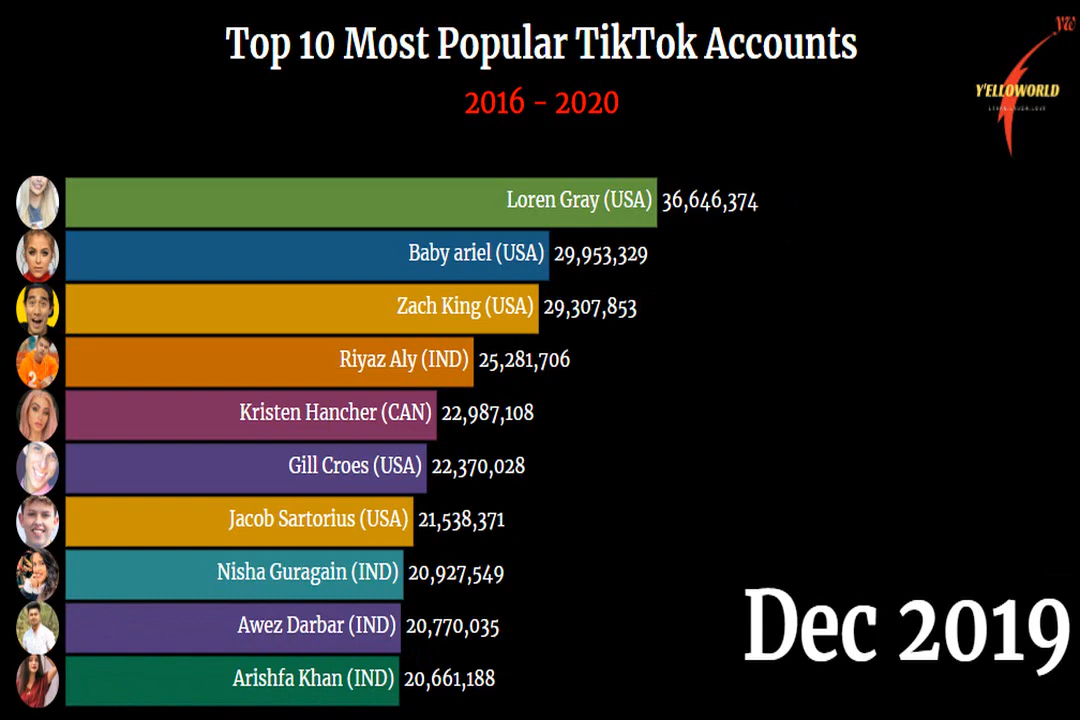 Top 10 Most Popular TikTok Accounts
2016 - 2020
YW
Y'ELLOWORLD
Loren Gray (USA) 36,646,374
Baby ariel (USA) 29,953,329
Zach King (USA) 29,307,853
Riyaz Aly (IND) 25,281,706
Kristen Hancher (CAN) 22,987,108
Gill Croes (USA) 22,370,028
Jacob Sartorius (USA) 21,538,371
Nisha Guragain (IND) 20,927,549
Awez Darbar (IND) 20,770,035
Arishfa Khan (IND) 20,661,188
Dec 2019